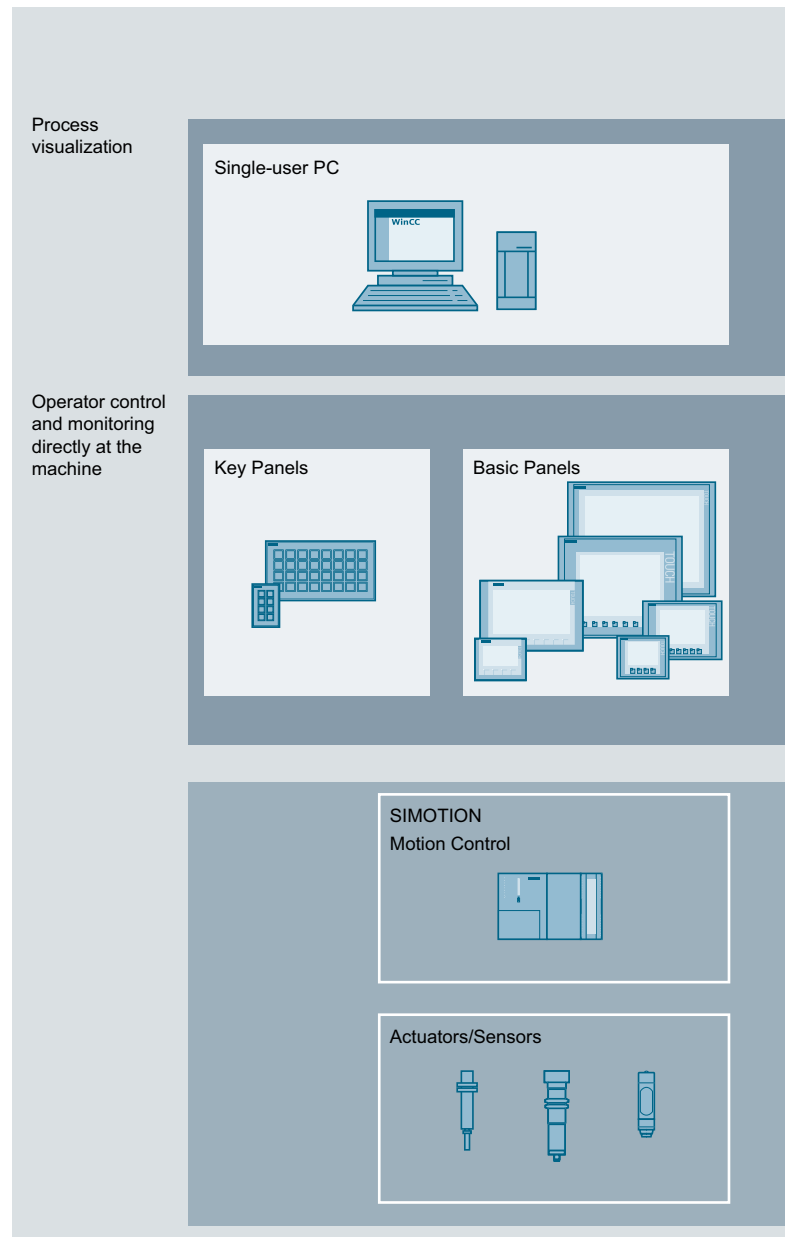 Process
visualization
Single-user PC
WinCC
Operator control
and monitoring
directly at the
machine
Key Panels
Basic Panels
TOUCH
SIMOTION
Motion Control
Actuators/Sensors